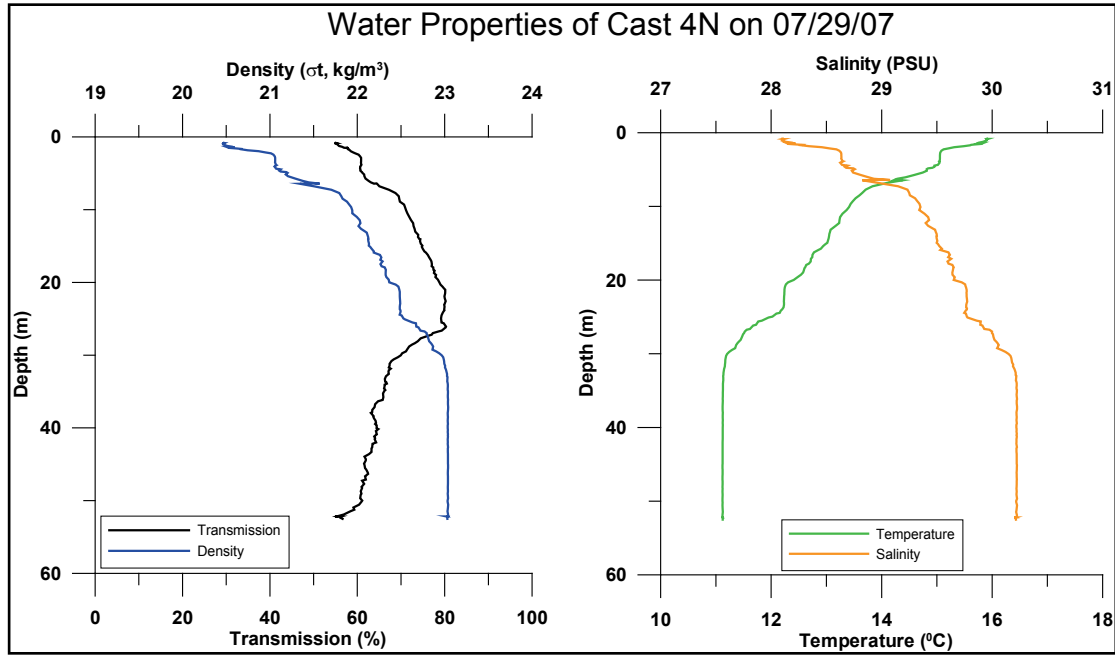 Water Properties of Cast 4N on 07/29/07
Density (σt, kg/m³)
19 20 21 22 23 24
0
20
40
60
Depth (m)
Transmission
Density
0 20 40 60 80 100
Transmission (%)
Salinity (PSU)
27 28 29 30 31
0
20
40
60
Depth (m)
Temperature
Salinity
10 12 14 16 18
Temperature (⁰C)